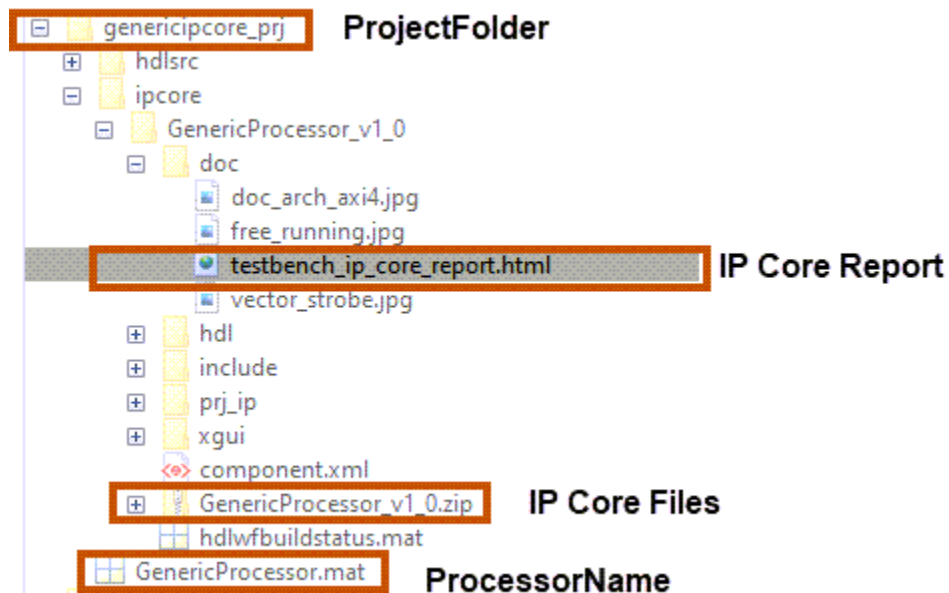 genericipcore_prj ProjectFolder
hdlsrc
ipcore
GenericProcessor_v1_0
doc
doc_arch_axi4.jpg
free_running.jpg
testbench_ip_core_report.html IP Core Report
vector_strobe.jpg
hdl
include
prj_ip
xgui
component.xml
GenericProcessor_v1_0.zip IP Core Files
hdlwfbuildstatus.mat
GenericProcessor.mat ProcessorName